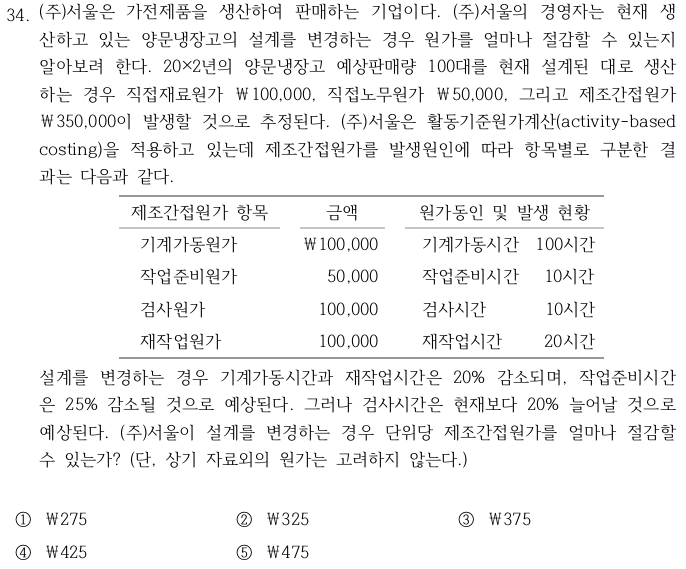 34. (주)서울은 가전제품을 생산하여 판매하는 기업이다. (주)서울의 경영자는 현재 생
산하고 있는 양문냉장고의 설계를 변경하는 경우 원가를 얼마나 절감할 수 있는지
알아보려 한다. 20×2년의 양문냉장고 예상판매량 100대를 현재 설계된 대로 생산
하는 경우 직접재료원가 ₩100,000, 직접노무원가 ₩50,000, 그리고 제조간접원가
₩350,000이 발생할 것으로 추정된다. (주)서울은 활동기준원가계산(activity-based
costing)을 적용하고 있는데 제조간접원가를 발생원인에 따라 항목별로 구분한 결
과는 다음과 같다.
제조간접원가 항목 금액 원가동인 및 발생 현황
기계가동원가 ₩100,000 기계가동시간 100시간
작업준비원가 50,000 작업준비시간 10시간
검사원가 100,000 검사시간 10시간
재작업원가 100,000 재작업시간 20시간
설계를 변경하는 경우 기계가동시간과 재작업시간은 20% 감소되며, 작업준비시간
은 25% 감소될 것으로 예상된다. 그러나 검사시간은 현재보다 20% 늘어날 것으로
예상된다. (주)서울이 설계를 변경하는 경우 단위당 제조간접원가를 얼마나 절감할
수 있는가? (단, 상기 자료외의 원가는 고려하지 않는다.)
① ₩275 ② ₩325 ③ ₩375
④ ₩425 ⑤ ₩475